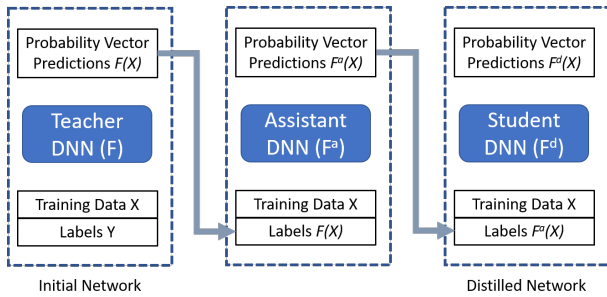 Probability Vector
Predictions F(X)
Teacher
DNN (F)
Training Data X
Labels Y
Initial Network
Probability Vector
Predictions Fᵃ(X)
Assistant
DNN (Fᵃ)
Training Data X
Labels F(X)
Probability Vector
Predictions Fᵈ(X)
Student
DNN (Fᵈ)
Training Data X
Labels Fᵃ(X)
Distilled Network